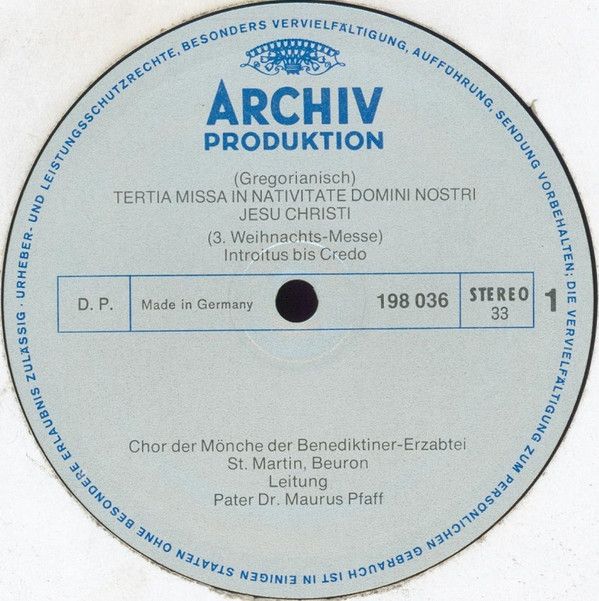 ARCHIV
PRODUKTION
(Gregorianisch)
TERTIA MISSA IN NATIVITATE DOMINI NOSTRI
JESU CHRISTI
(3. Weihnachts-Messe)
Introitus bis Credo
D. P.
Made in Germany
198 036
STEREO
33
1
Chor der Mönche der Benediktiner-Erzabtei
St. Martin, Beuron
Leitung
Pater Dr. Maurus Pfaff
URHEBER- UND LEISTUNGSSCHUTZRECHTE, BESONDERS VERVIELFÄLTIGUNG, AUFFÜHRUNG, SENDUNG VORBEHALTEN; DIE VERVIELFÄLTIGUNG ZUM PERSÖNLICHEN GEBRAUCH IST IN EINIGEN STAATEN OHNE BESONDERE ERLAUBNIS ZULÄSSIG ·